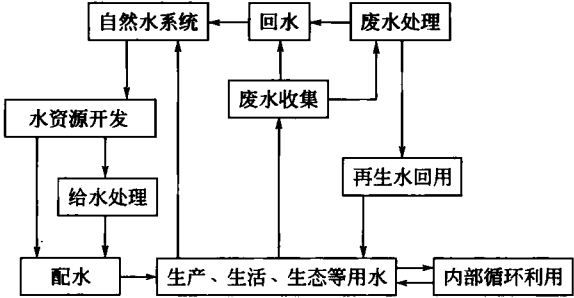 自然水系统
回水
废水处理
废水收集
水资源开发
再生水回用
给水处理
配水
生产、生活、生态等用水
内部循环利用